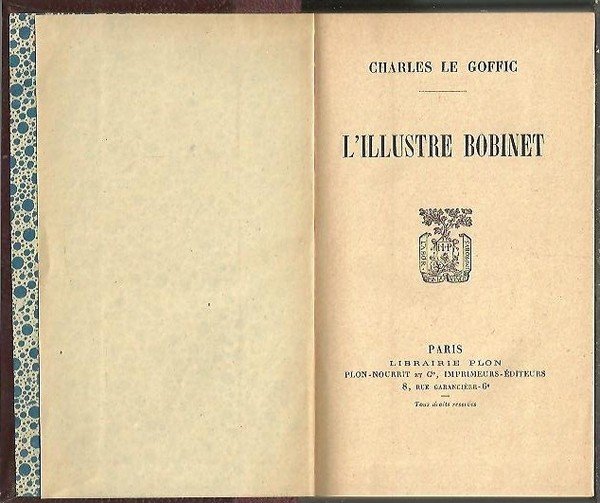 CHARLES LE GOFFIC
L'ILLUSTRE BOBINET
LABOR
H·P
PARIS
LIBRAIRIE PLON
PLON-NOURRIT ET Cie, IMPRIMEURS-ÉDITEURS
8, RUE GARANCIÈRE-6e
Tous droits réservés